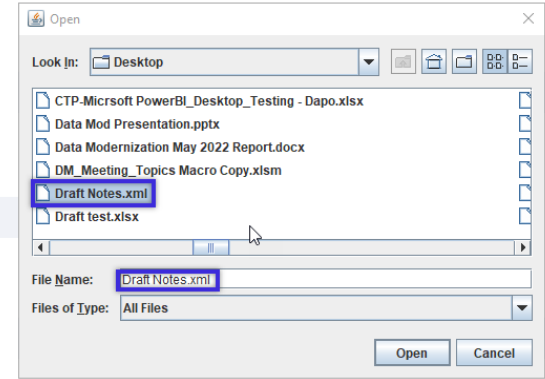 Open
Look In: Desktop
CTP-Micrsoft PowerBI_Desktop_Testing - Dapo.xlsx
Data Mod Presentation.pptx
Data Modernization May 2022 Report.docx
DM_Meeting_Topics Macro Copy.xlsm
Draft Notes.xml
Draft test.xlsx
File Name: Draft Notes.xml
Files of Type: All Files
Open Cancel